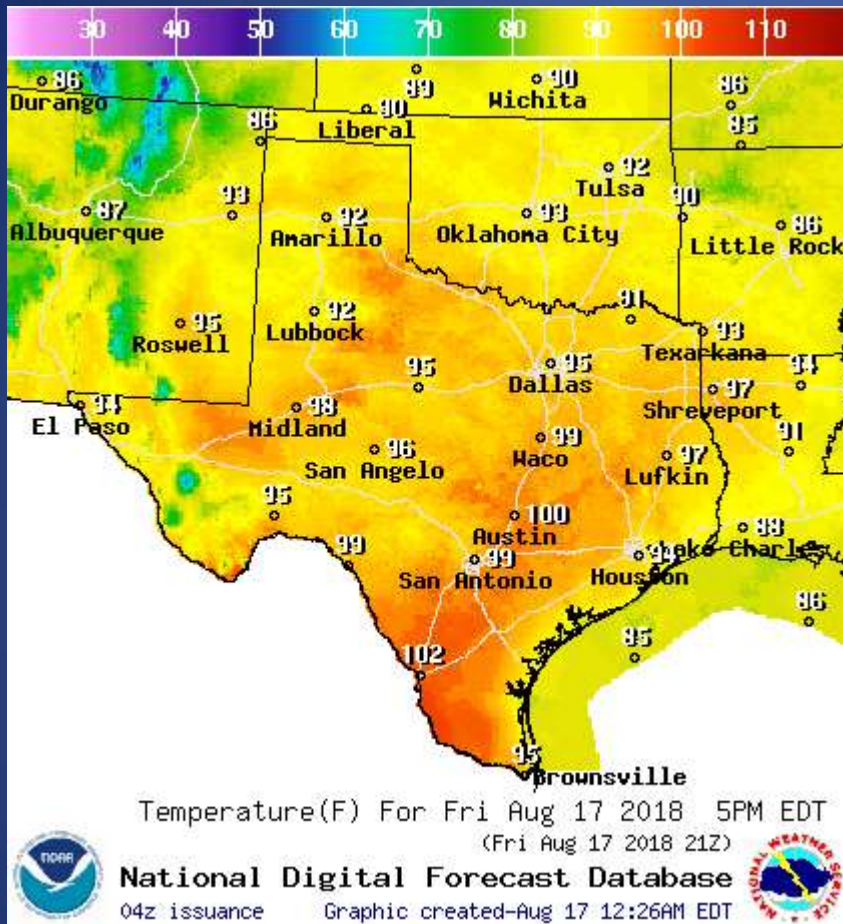 30 40 50 60 70 80 90 100 110
86 89 90 86
Durango Wichita
90
Liberal
86 85
92
Tulsa
87 93 92 93 90 86
Albuquerque Amarillo Oklahoma City Little Rock
95 92 91 93
Roswell Lubbock Texarkana
95 95 97 94
Dallas Shreveport
94 98
El Paso Midland
96 99 97 91
San Angelo Waco Lufkin
95 100 88
Austin Lake Charles
99 99 94
San Antonio Houston
86
102 85
95
Brownsville
Temperature(F) For Fri Aug 17 2018 5PM EDT
(Fri Aug 17 2018 21Z)
NOAA
National Digital Forecast Database
04z issuance Graphic created-Aug 17 12:26AM EDT
NATIONAL WEATHER SERVICE